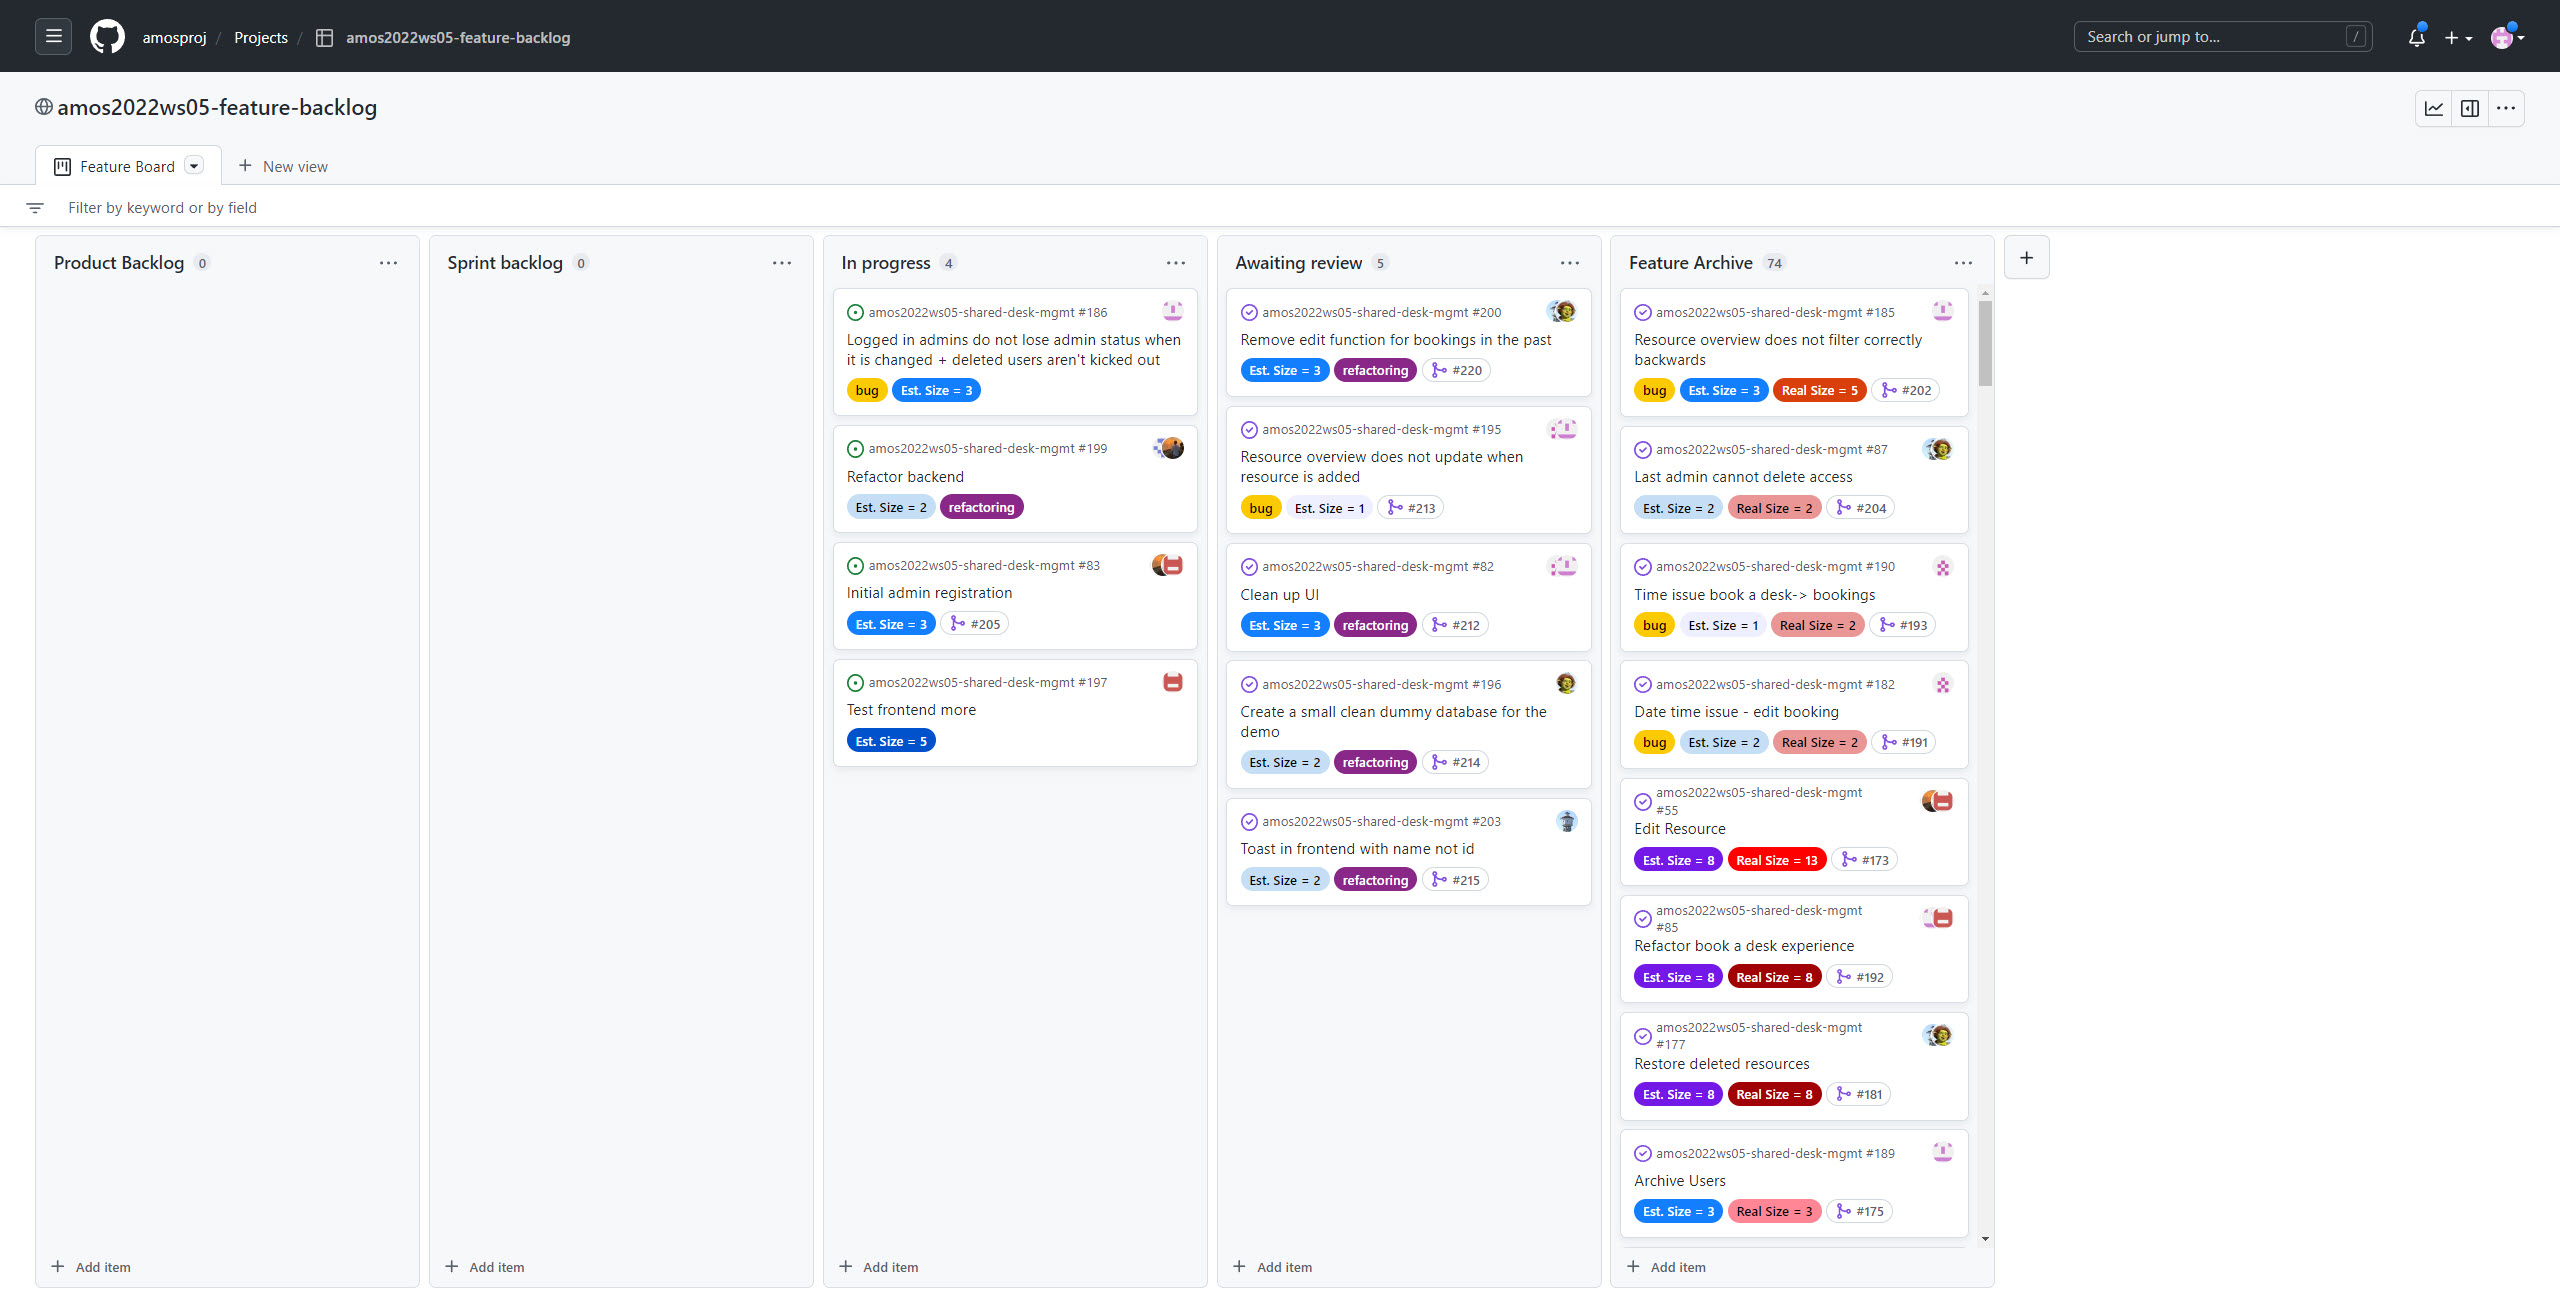 amosproj / Projects / amos2022ws05-feature-backlog
Search or jump to... /
amos2022ws05-feature-backlog
Feature Board
New view
Filter by keyword or by field
Product Backlog 0
Add item
Sprint backlog 0
Add item
In progress 4
amos2022ws05-shared-desk-mgmt #186
Logged in admins do not lose admin status when
it is changed + deleted users aren't kicked out
bug Est. Size = 3
amos2022ws05-shared-desk-mgmt #199
Refactor backend
Est. Size = 2 refactoring
amos2022ws05-shared-desk-mgmt #83
Initial admin registration
Est. Size = 3 #205
amos2022ws05-shared-desk-mgmt #197
Test frontend more
Est. Size = 5
Add item
Awaiting review 5
amos2022ws05-shared-desk-mgmt #200
Remove edit function for bookings in the past
Est. Size = 3 refactoring #220
amos2022ws05-shared-desk-mgmt #195
Resource overview does not update when
resource is added
bug Est. Size = 1 #213
amos2022ws05-shared-desk-mgmt #82
Clean up UI
Est. Size = 3 refactoring #212
amos2022ws05-shared-desk-mgmt #196
Create a small clean dummy database for the
demo
Est. Size = 2 refactoring #214
amos2022ws05-shared-desk-mgmt #203
Toast in frontend with name not id
Est. Size = 2 refactoring #215
Add item
Feature Archive 74
amos2022ws05-shared-desk-mgmt #185
Resource overview does not filter correctly
backwards
bug Est. Size = 3 Real Size = 5 #202
amos2022ws05-shared-desk-mgmt #87
Last admin cannot delete access
Est. Size = 2 Real Size = 2 #204
amos2022ws05-shared-desk-mgmt #190
Time issue book a desk-> bookings
bug Est. Size = 1 Real Size = 2 #193
amos2022ws05-shared-desk-mgmt #182
Date time issue - edit booking
bug Est. Size = 2 Real Size = 2 #191
amos2022ws05-shared-desk-mgmt
#55
Edit Resource
Est. Size = 8 Real Size = 13 #173
amos2022ws05-shared-desk-mgmt
#85
Refactor book a desk experience
Est. Size = 8 Real Size = 8 #192
amos2022ws05-shared-desk-mgmt
#177
Restore deleted resources
Est. Size = 8 Real Size = 8 #181
amos2022ws05-shared-desk-mgmt #189
Archive Users
Est. Size = 3 Real Size = 3 #175
Add item